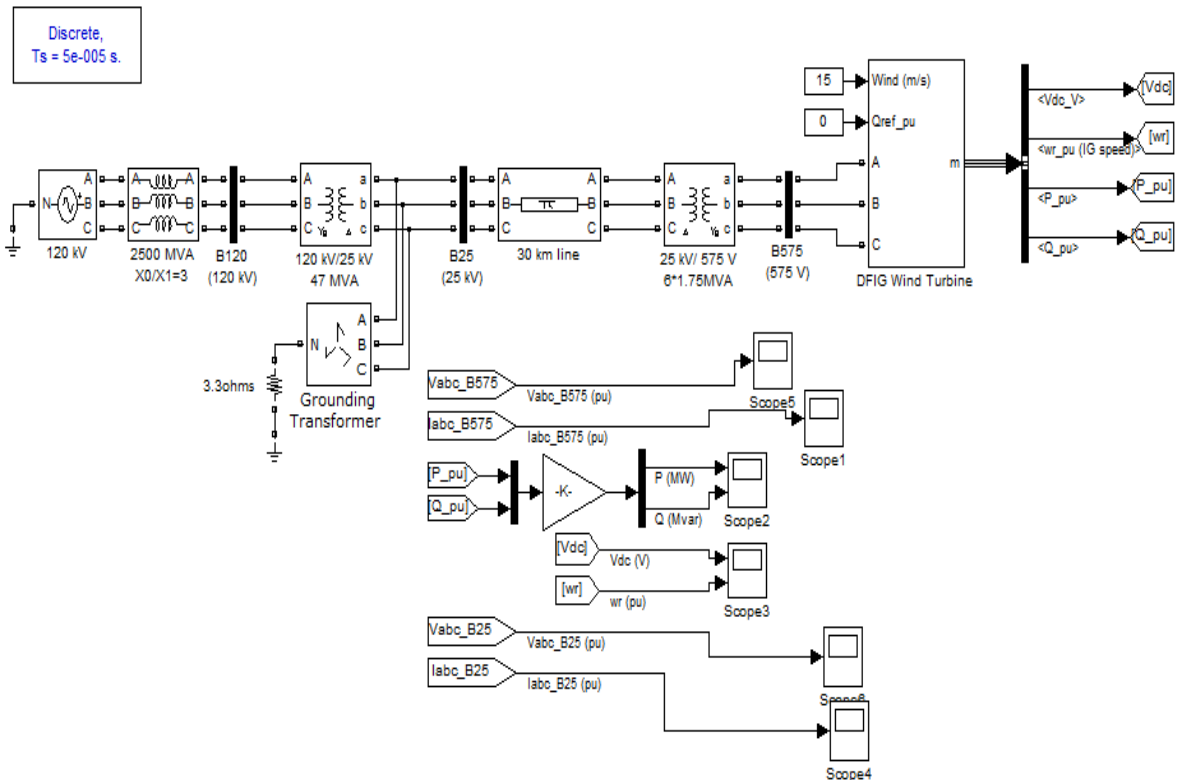 Discrete,
Ts = 5e-005 s.
15
Wind (m/s)
0
Qref_pu
A
B
C
m
DFIG Wind Turbine
<Vdc_V>
[Vdc]
<wr_pu (IG speed)>
[wr]
<P_pu>
[P_pu]
<Q_pu>
[Q_pu]
N
A
B
C
120 kV
A
B
C
A
B
C
2500 MVA
X0/X1=3
B120
(120 kV)
A
B
C
a
b
c
Yg
120 kV/25 kV
47 MVA
B25
(25 kV)
A
B
C
A
B
C
30 km line
A
B
C
a
b
c
Yg
25 kV/ 575 V
6*1.75MVA
B575
(575 V)
N
A
B
C
3.3ohms
Grounding
Transformer
Vabc_B575
Vabc_B575 (pu)
Scope5
Iabc_B575
Iabc_B575 (pu)
Scope1
[P_pu]
[Q_pu]
-K-
P (MW)
Q (Mvar)
Scope2
[Vdc]
Vdc (V)
[wr]
wr (pu)
Scope3
Vabc_B25
Vabc_B25 (pu)
Iabc_B25
Iabc_B25 (pu)
Scope4